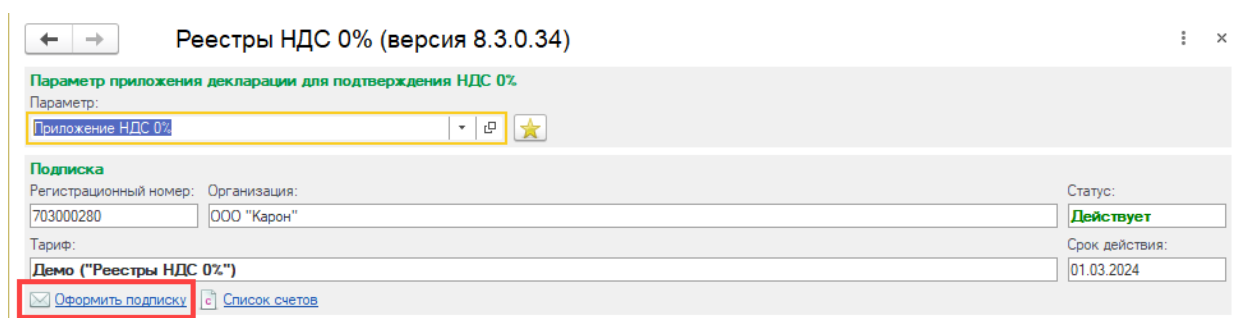 Реестры НДС 0% (версия 8.3.0.34)
Параметр приложения декларации для подтверждения НДС 0%
Параметр:
Приложение НДС 0%
Подписка
Регистрационный номер: Организация: Статус:
703000280 ООО "Карон" Действует
Тариф: Срок действия:
Демо ("Реестры НДС 0%") 01.03.2024
Оформить подписку Список счетов